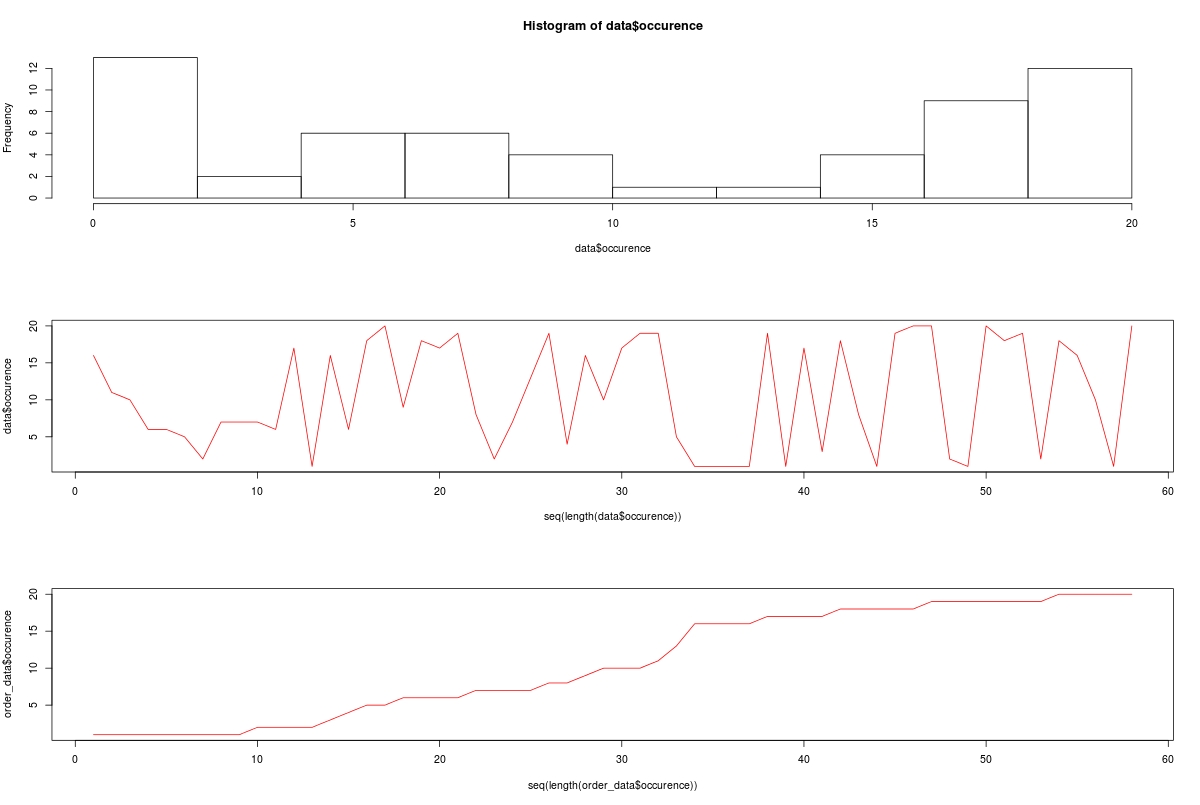 Histogram of data$occurence
Frequency
0 2 4 6 8 10 12
0 5 10 15 20
data$occurence
data$occurence
5 10 15 20
0 10 20 30 40 50 60
seq(length(data$occurence))
order_data$occurence
5 10 15 20
0 10 20 30 40 50 60
seq(length(order_data$occurence))